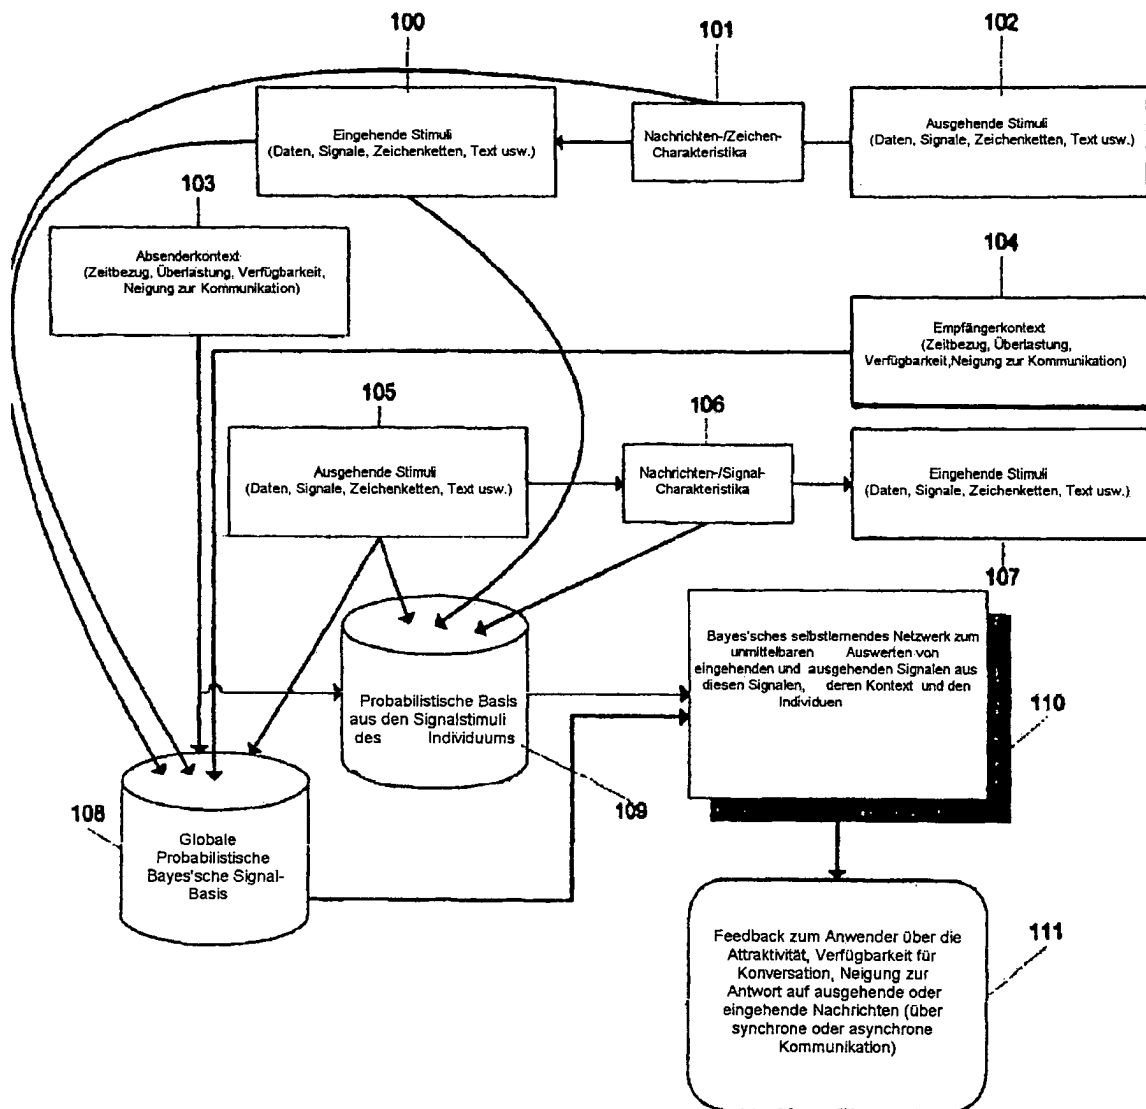 100
101
102
Eingehende Stimuli
(Daten, Signale, Zeichenketten, Text usw.)
Nachrichten-/Zeichen-
Charakteristika
Ausgehende Stimuli
(Daten, Signale, Zeichenketten, Text usw.)
103
Absenderkontext
(Zeitbezug, Überlastung, Verfügbarkeit,
Neigung zur Kommunikation)
104
Empfängerkontext
(Zeitbezug, Überlastung,
Verfügbarkeit,Neigung zur Kommunikation)
105
Ausgehende Stimuli
(Daten, Signale, Zeichenketten, Text usw.)
106
Nachrichten-/Signal-
Charakteristika
Eingehende Stimuli
(Daten, Signale, Zeichenketten, Text usw.)
107
Bayes'sches selbstlernendes Netzwerk zum
unmittelbaren Auswerten von
eingehenden und ausgehenden Signalen aus
diesen Signalen, deren Kontext und den
Individuen
110
Probabilistische Basis
aus den Signalstimuli
des Individuums
109
108
Globale
Probabilistische
Bayes'sche Signal-
Basis
Feedback zum Anwender über die
Attraktivität, Verfügbarkeit für
Konversation, Neigung zur
Antwort auf ausgehende oder
eingehende Nachrichten (über
synchrone oder asynchrone
Kommunikation)
111